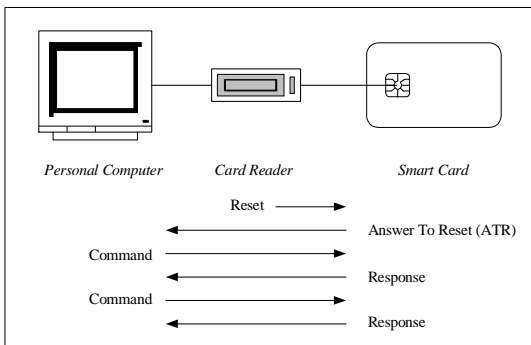 Personal Computer Card Reader Smart Card
Reset
Answer To Reset (ATR)
Command
Response
Command
Response